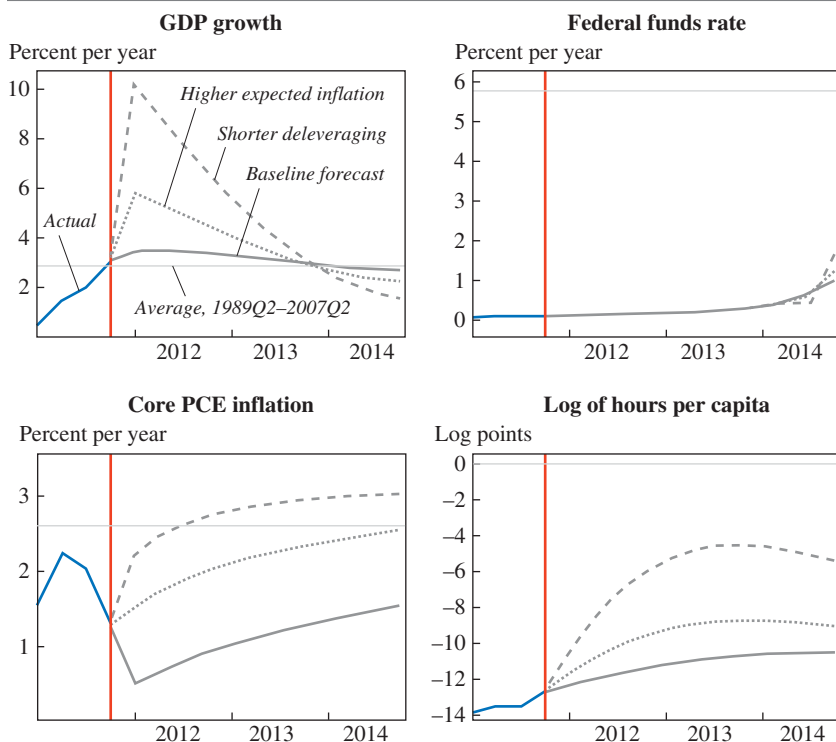 GDP growth
Percent per year
10
8
6
4
2
Higher expected inflation
Shorter deleveraging
Baseline forecast
Actual
Average, 1989Q2–2007Q2
2012 2013 2014
Federal funds rate
Percent per year
6
5
4
3
2
1
0
2012 2013 2014
Core PCE inflation
Percent per year
3
2
1
2012 2013 2014
Log of hours per capita
Log points
0
−2
−4
−6
−8
−10
−12
−14
2012 2013 2014